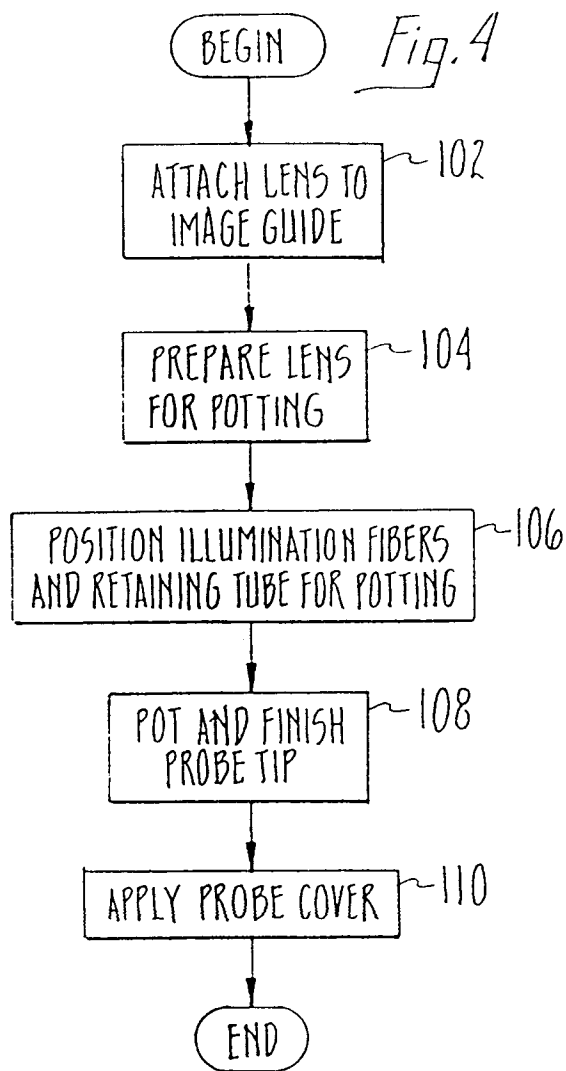 BEGIN
Fig. 4
ATTACH LENS TO
IMAGE GUIDE
102
PREPARE LENS
FOR POTTING
104
POSITION ILLUMINATION FIBERS
AND RETAINING TUBE FOR POTTING
106
POT AND FINISH
PROBE TIP
108
APPLY PROBE COVER
110
END